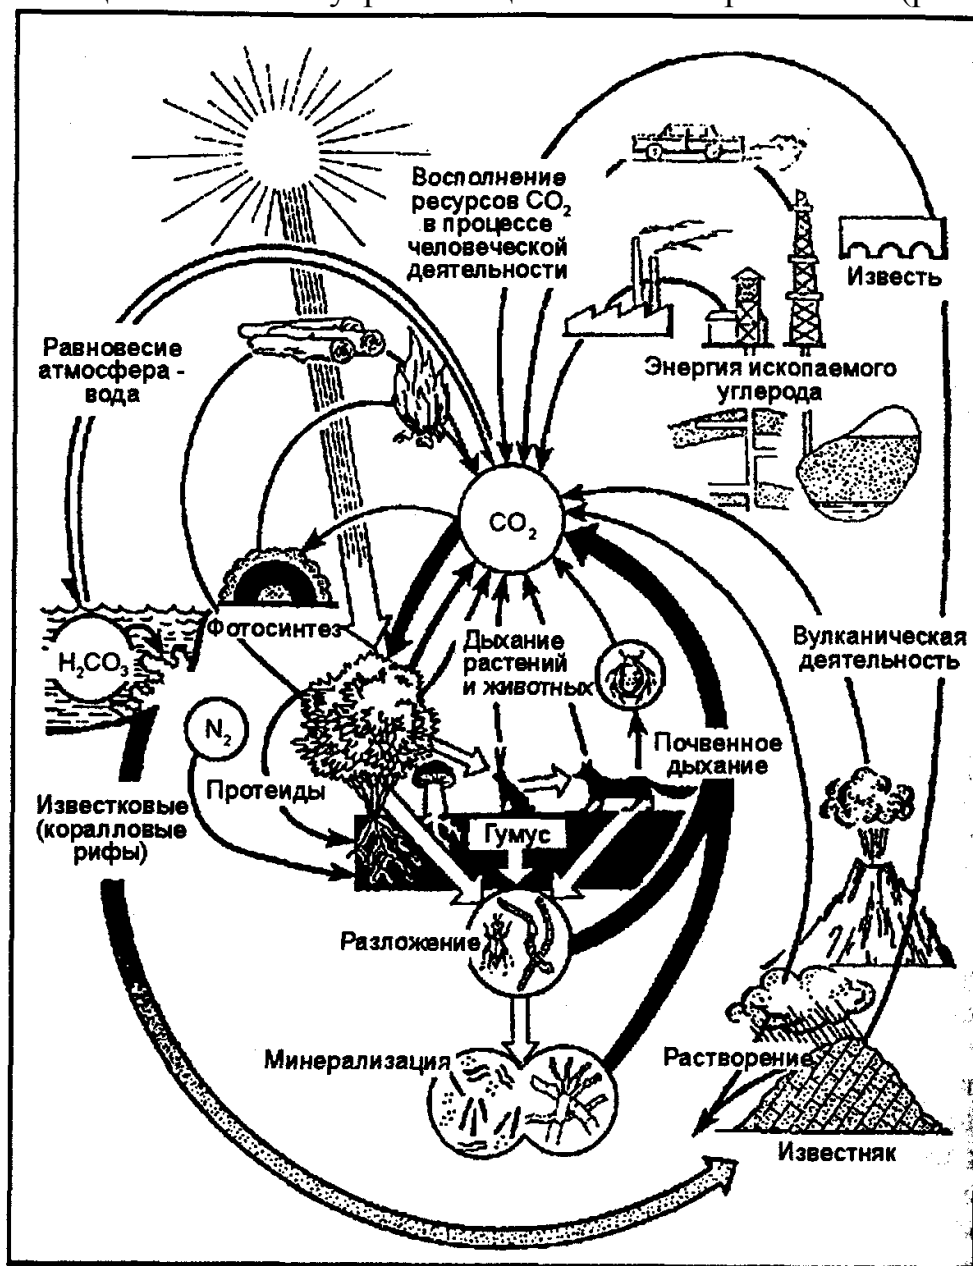 Восполнение
ресурсов CO₂
в процессе
человеческой
деятельности
Известь
Равновесие
атмосфера -
вода
Энергия ископаемого
углерода
CO₂
Фотосинтез
H₂CO₃
Дыхание
растений
и животных
Вулканическая
деятельность
N₂
Почвенное
дыхание
Протеиды
Известковые
(коралловые
рифы)
Гумус
Разложение
Минерализация
Растворение
Известняк